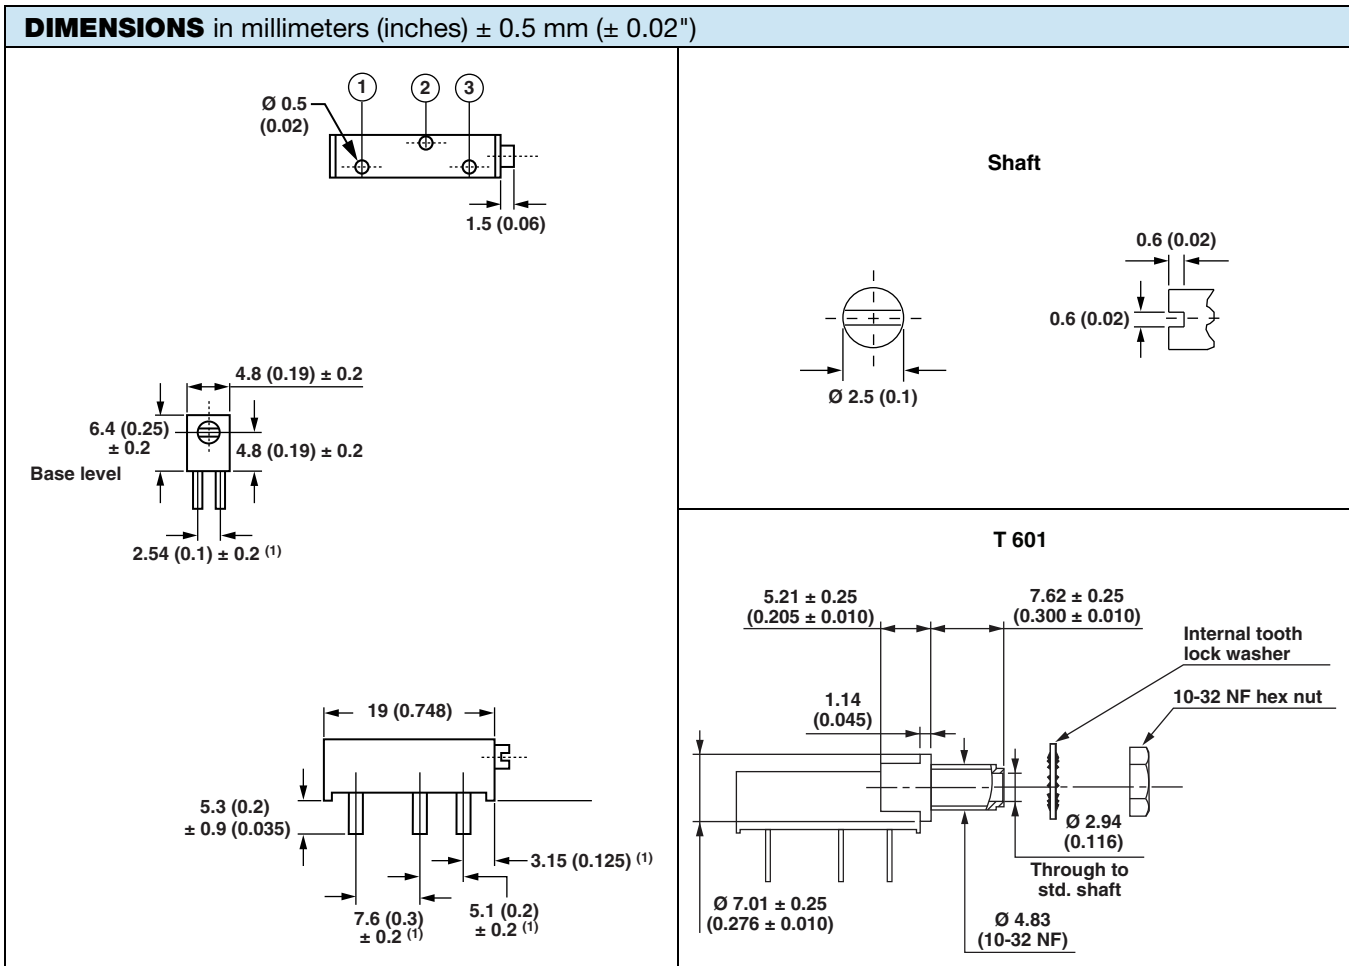 DIMENSIONS in millimeters (inches) ± 0.5 mm (± 0.02")
1
2
3
Ø 0.5
(0.02)
1.5 (0.06)
4.8 (0.19) ± 0.2
6.4 (0.25)
± 0.2
4.8 (0.19) ± 0.2
Base level
2.54 (0.1) ± 0.2 (1)
19 (0.748)
5.3 (0.2)
± 0.9 (0.035)
3.15 (0.125) (1)
7.6 (0.3)
± 0.2 (1)
5.1 (0.2)
± 0.2 (1)
Shaft
0.6 (0.02)
0.6 (0.02)
Ø 2.5 (0.1)
T 601
5.21 ± 0.25
(0.205 ± 0.010)
7.62 ± 0.25
(0.300 ± 0.010)
Internal tooth
lock washer
1.14
(0.045)
10-32 NF hex nut
Ø 2.94
(0.116)
Through to
std. shaft
Ø 7.01 ± 0.25
(0.276 ± 0.010)
Ø 4.83
(10-32 NF)